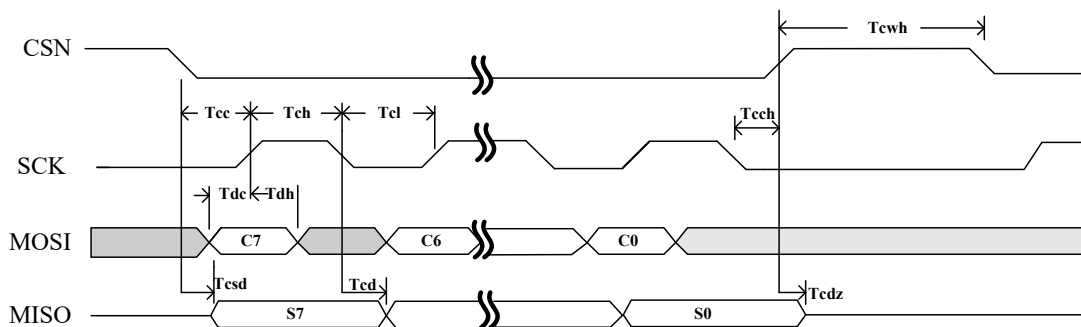 CSN
Tcwh
Tcc
Tch
Tcl
Tcch
SCK
Tdc
Tdh
MOSI
C7
C6
C0
Tcsd
Tcd
Tcdz
MISO
S7
S0